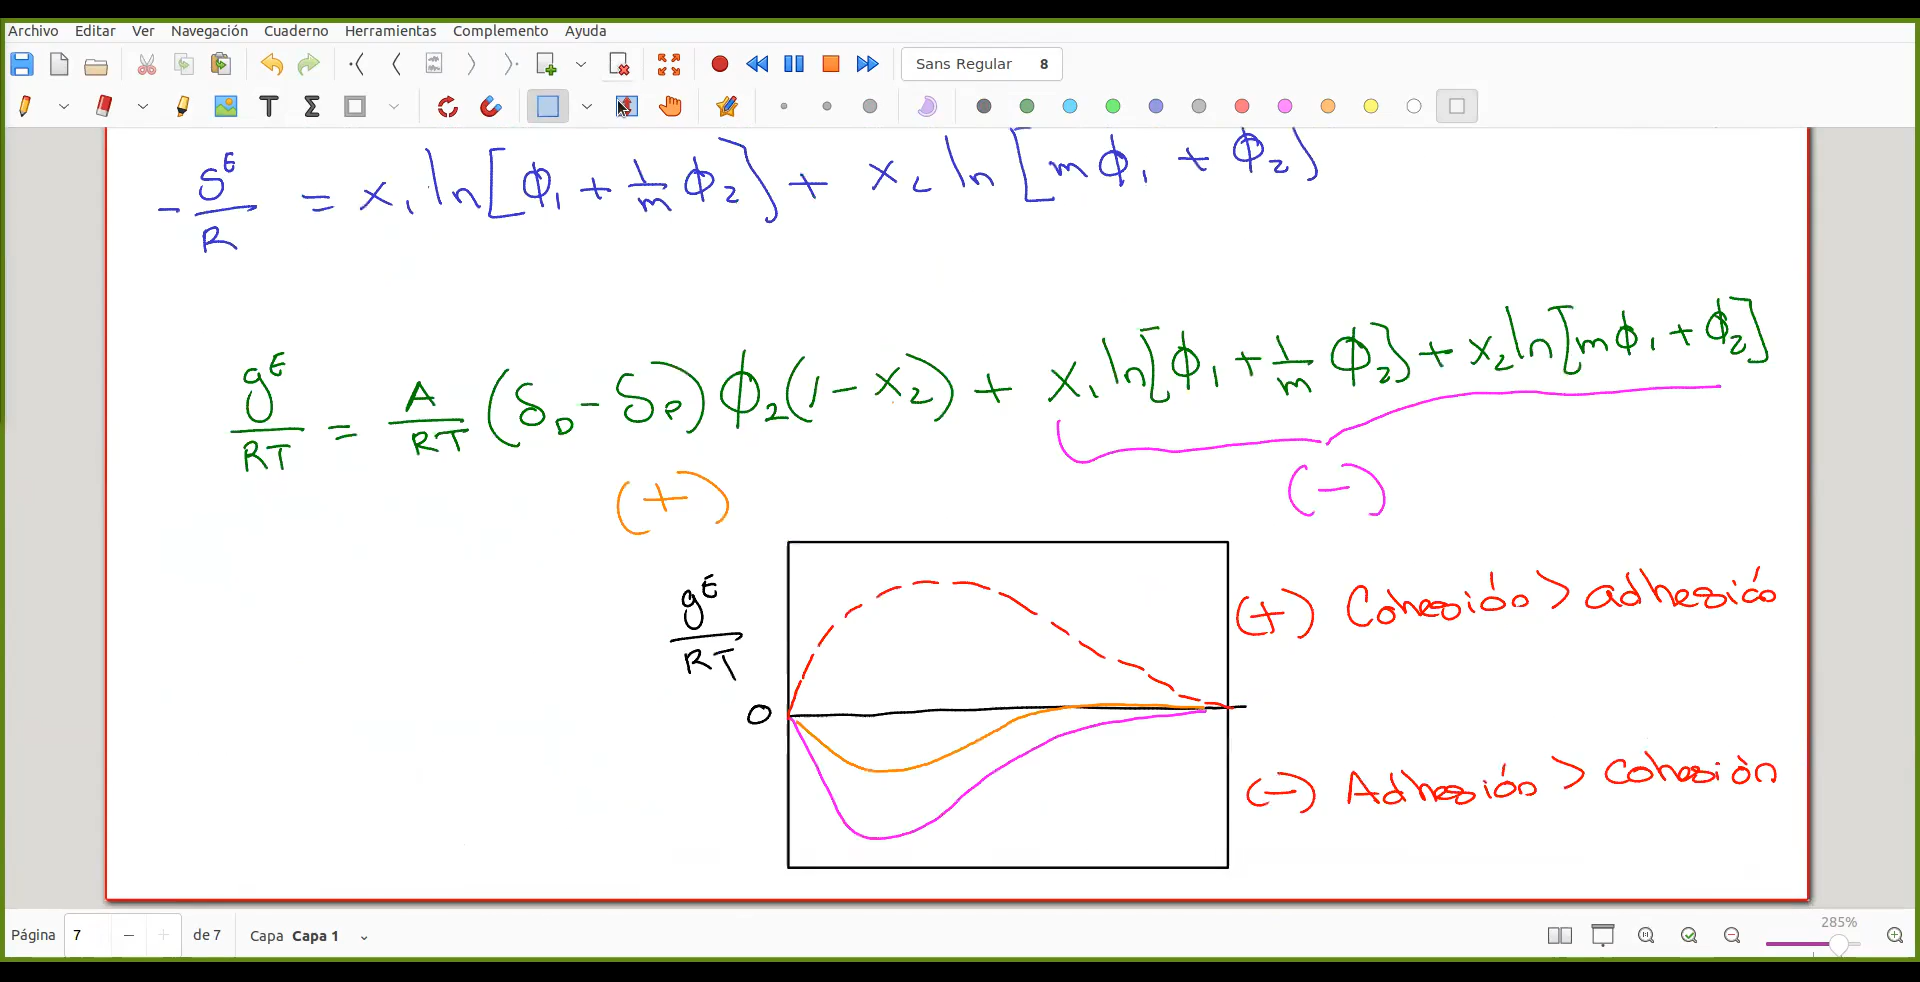 Archivo Editar Ver Navegación Cuaderno Herramientas Complemento Ayuda
Sans Regular 8
- S^E/R = x₁ ln[ϕ₁ + 1/m ϕ₂] + x₂ ln[mϕ₁ + ϕ₂]
g^E/RT = A/RT (δ_D - δ_P) ϕ₂(1 - x₂) + x₁ ln[ϕ₁ + 1/m ϕ₂] + x₂ ln[mϕ₁ + ϕ₂]
(+) (-)
g^E/RT
(+) Cohesión > adhesión
0
(-) Adhesión > cohesión
Página 7 de 7 Capa Capa 1 285%